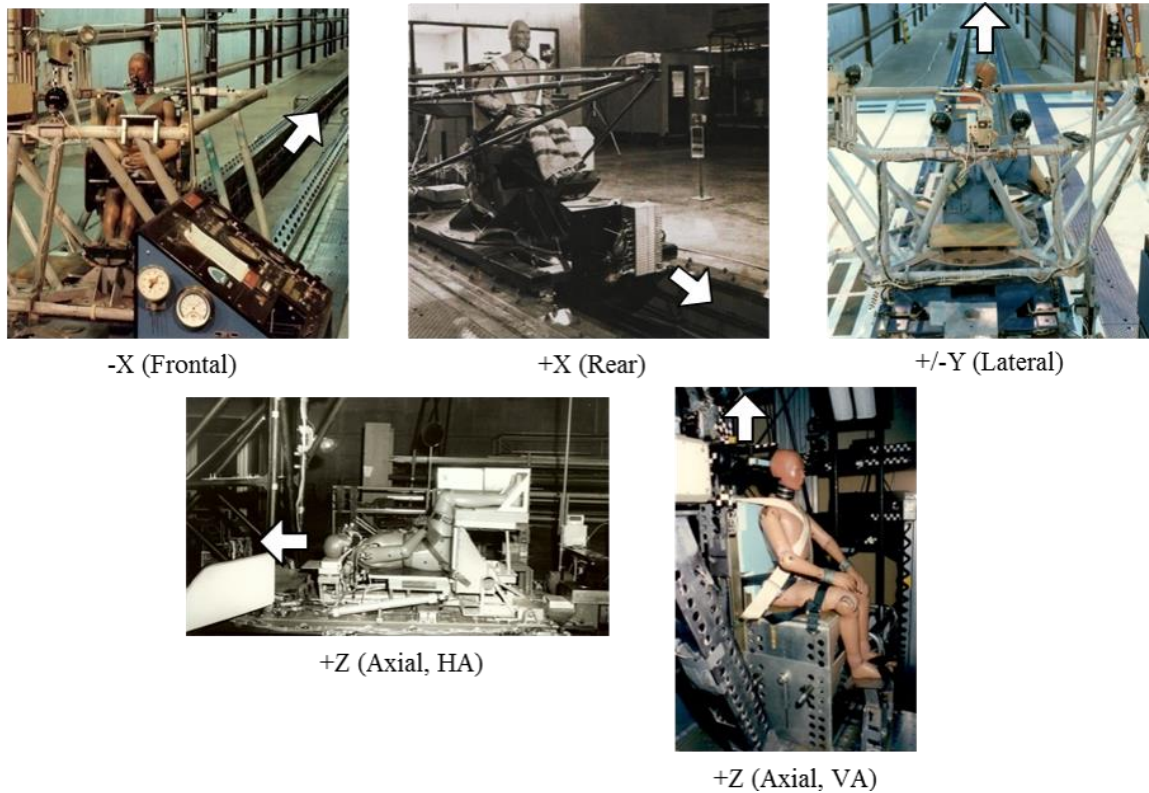 -X (Frontal)
+X (Rear)
+/-Y (Lateral)
+Z (Axial, HA)
+Z (Axial, VA)